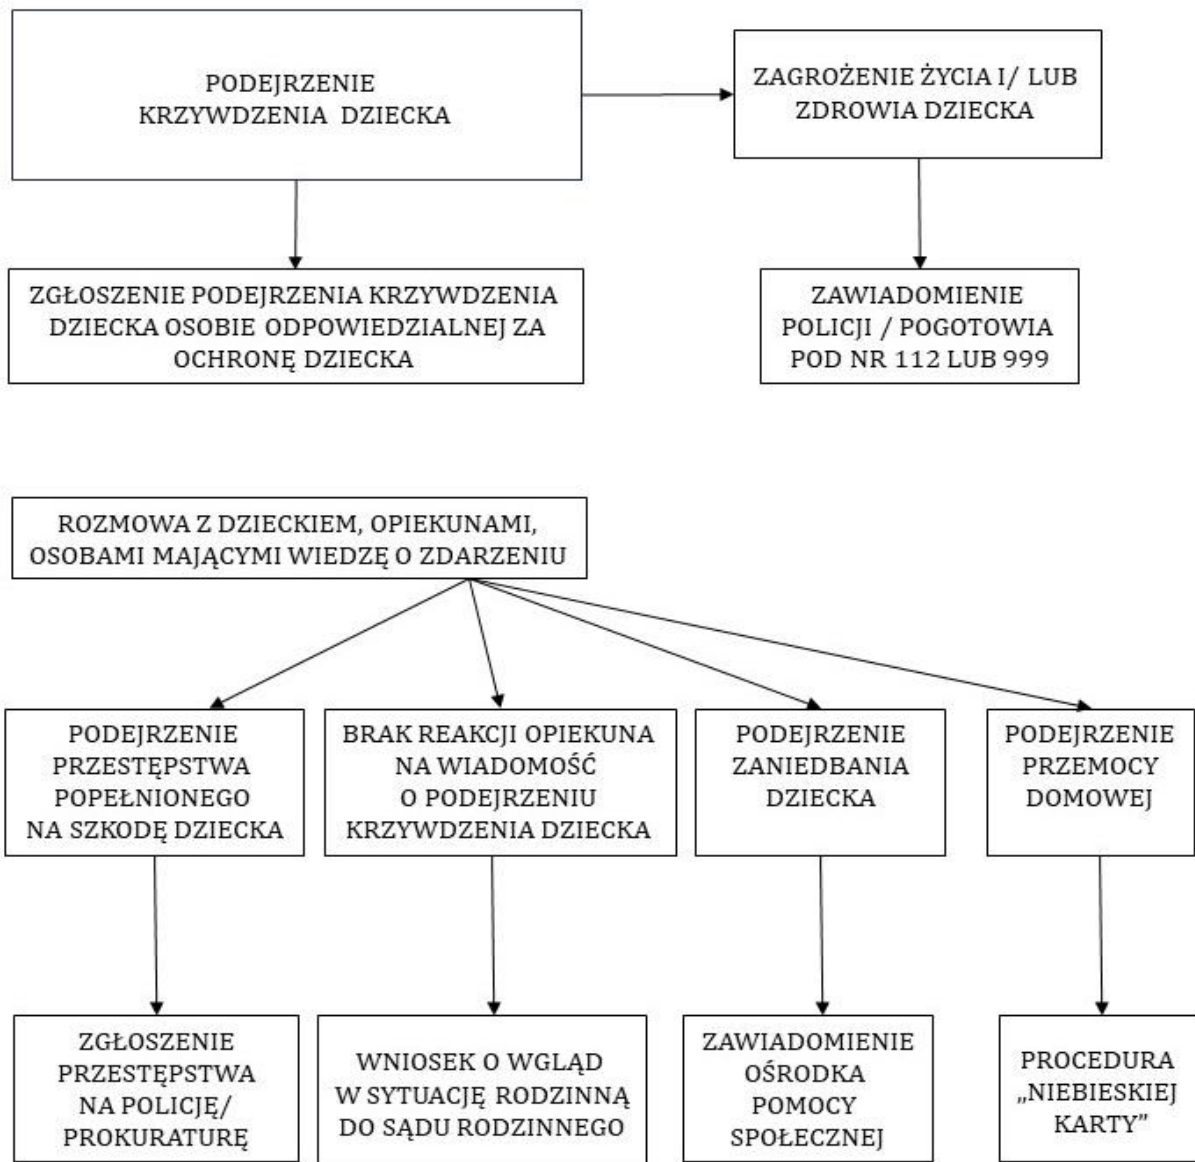 PODEJRZENIE
KRZYWDZENIA DZIECKA
ZAGROŻENIE ŻYCIA I/ LUB
ZDROWIA DZIECKA
ZGŁOSZENIE PODEJRZENIA KRZYWDZENIA
DZIECKA OSOBIE ODPOWIEDZIALNEJ ZA
OCHRONĘ DZIECKA
ZAWIADOMIENIE
POLICJI / POGOTOWIA
POD NR 112 LUB 999
ROZMOWA Z DZIECKIEM, OPIEKUNAMI,
OSOBAMI MAJĄCYMI WIEDZĘ O ZDARZENIU
PODEJRZENIE
PRZESTĘPSTWA
POPEŁNIONEGO
NA SZKODĘ DZIECKA
BRAK REAKCJI OPIEKUNA
NA WIADOMOŚĆ
O PODEJRZENIU
KRZYWDZENIA DZIECKA
PODEJRZENIE
ZANIEDBANIA
DZIECKA
PODEJRZENIE
PRZEMOCY
DOMOWEJ
ZGŁOSZENIE
PRZESTĘPSTWA
NA POLICJĘ/
PROKURATURĘ
WNIOSEK O WGLĄD
W SYTUACJĘ RODZINNĄ
DO SĄDU RODZINNEGO
ZAWIADOMIENIE
OŚRODKA
POMOCY
SPOŁECZNEJ
PROCEDURA
„NIEBIESKIEJ
KARTY”